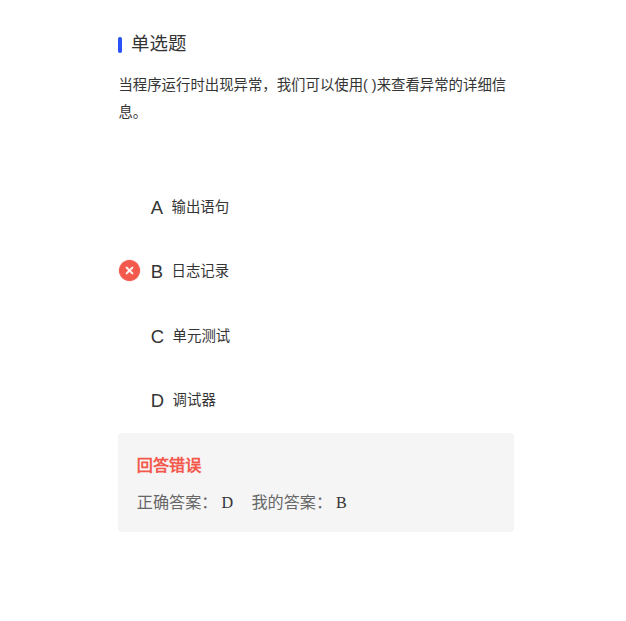 单选题
当程序运行时出现异常，我们可以使用( )来查看异常的详细信
息。
A 输出语句
B 日志记录
C 单元测试
D 调试器
回答错误
正确答案： D 我的答案： B